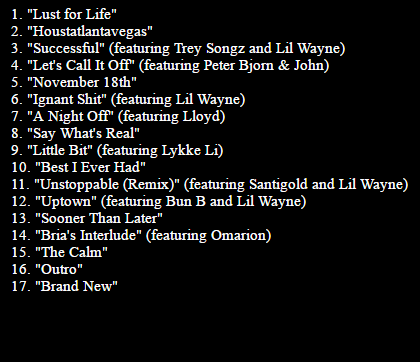 1. "Lust for Life"
2. "Houstatlantavegas"
3. "Successful" (featuring Trey Songz and Lil Wayne)
4. "Let's Call It Off" (featuring Peter Bjorn & John)
5. "November 18th"
6. "Ignant Shit" (featuring Lil Wayne)
7. "A Night Off" (featuring Lloyd)
8. "Say What's Real"
9. "Little Bit" (featuring Lykke Li)
10. "Best I Ever Had"
11. "Unstoppable (Remix)" (featuring Santigold and Lil Wayne)
12. "Uptown" (featuring Bun B and Lil Wayne)
13. "Sooner Than Later"
14. "Bria's Interlude" (featuring Omarion)
15. "The Calm"
16. "Outro"
17. "Brand New"